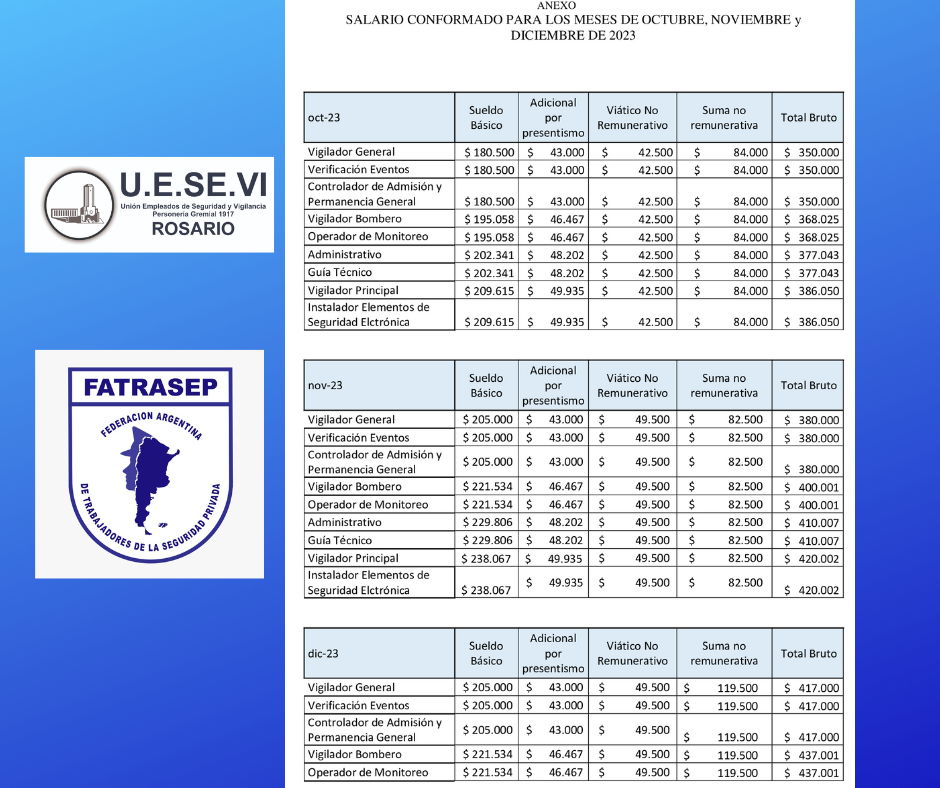 ANEXO
SALARIO CONFORMADO PARA LOS MESES DE OCTUBRE, NOVIEMBRE y
DICIEMBRE DE 2023
U.E.SE.VI
Unión Empleados de Seguridad y Vigilancia
Personería Gremial 1917
ROSARIO
FATRASEP
FEDERACION ARGENTINA
DE TRABAJADORES DE LA SEGURIDAD PRIVADA
oct-23 Sueldo Básico Adicional por presentismo Viático No Remunerativo Suma no remunerativa Total Bruto
Vigilador General $ 180.500 $ 43.000 $ 42.500 $ 84.000 $ 350.000
Verificación Eventos $ 180.500 $ 43.000 $ 42.500 $ 84.000 $ 350.000
Controlador de Admisión y
Permanencia General $ 180.500 $ 43.000 $ 42.500 $ 84.000 $ 350.000
Vigilador Bombero $ 195.058 $ 46.467 $ 42.500 $ 84.000 $ 368.025
Operador de Monitoreo $ 195.058 $ 46.467 $ 42.500 $ 84.000 $ 368.025
Administrativo $ 202.341 $ 48.202 $ 42.500 $ 84.000 $ 377.043
Guía Técnico $ 202.341 $ 48.202 $ 42.500 $ 84.000 $ 377.043
Vigilador Principal $ 209.615 $ 49.935 $ 42.500 $ 84.000 $ 386.050
Instalador Elementos de
Seguridad Elctrónica $ 209.615 $ 49.935 $ 42.500 $ 84.000 $ 386.050
nov-23 Sueldo Básico Adicional por presentismo Viático No Remunerativo Suma no remunerativa Total Bruto
Vigilador General $ 205.000 $ 43.000 $ 49.500 $ 82.500 $ 380.000
Verificación Eventos $ 205.000 $ 43.000 $ 49.500 $ 82.500 $ 380.000
Controlador de Admisión y
Permanencia General $ 205.000 $ 43.000 $ 49.500 $ 82.500 $ 380.000
Vigilador Bombero $ 221.534 $ 46.467 $ 49.500 $ 82.500 $ 400.001
Operador de Monitoreo $ 221.534 $ 46.467 $ 49.500 $ 82.500 $ 400.001
Administrativo $ 229.806 $ 48.202 $ 49.500 $ 82.500 $ 410.007
Guía Técnico $ 229.806 $ 48.202 $ 49.500 $ 82.500 $ 410.007
Vigilador Principal $ 238.067 $ 49.935 $ 49.500 $ 82.500 $ 420.002
Instalador Elementos de
Seguridad Elctrónica $ 238.067 $ 49.935 $ 49.500 $ 82.500 $ 420.002
dic-23 Sueldo Básico Adicional por presentismo Viático No Remunerativo Suma no remunerativa Total Bruto
Vigilador General $ 205.000 $ 43.000 $ 49.500 $ 119.500 $ 417.000
Verificación Eventos $ 205.000 $ 43.000 $ 49.500 $ 119.500 $ 417.000
Controlador de Admisión y
Permanencia General $ 205.000 $ 43.000 $ 49.500 $ 119.500 $ 417.000
Vigilador Bombero $ 221.534 $ 46.467 $ 49.500 $ 119.500 $ 437.001
Operador de Monitoreo $ 221.534 $ 46.467 $ 49.500 $ 119.500 $ 437.001